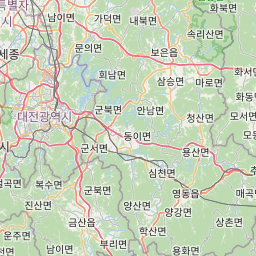 특별자
남이면
가덕면
내북면
화북면
속리산면
세종
문의면
보은읍
회남면
삼승면
마로면
화서면
화동면
대전광역시
군북면
안남면
청산면
모서면
동이면
군서면
용산면
심천면
복수면
군북면
영동읍
매곡면
진산면
양산면
양강면
금산읍
상촌면
운주면
학산면
남이면
부리면
용화면